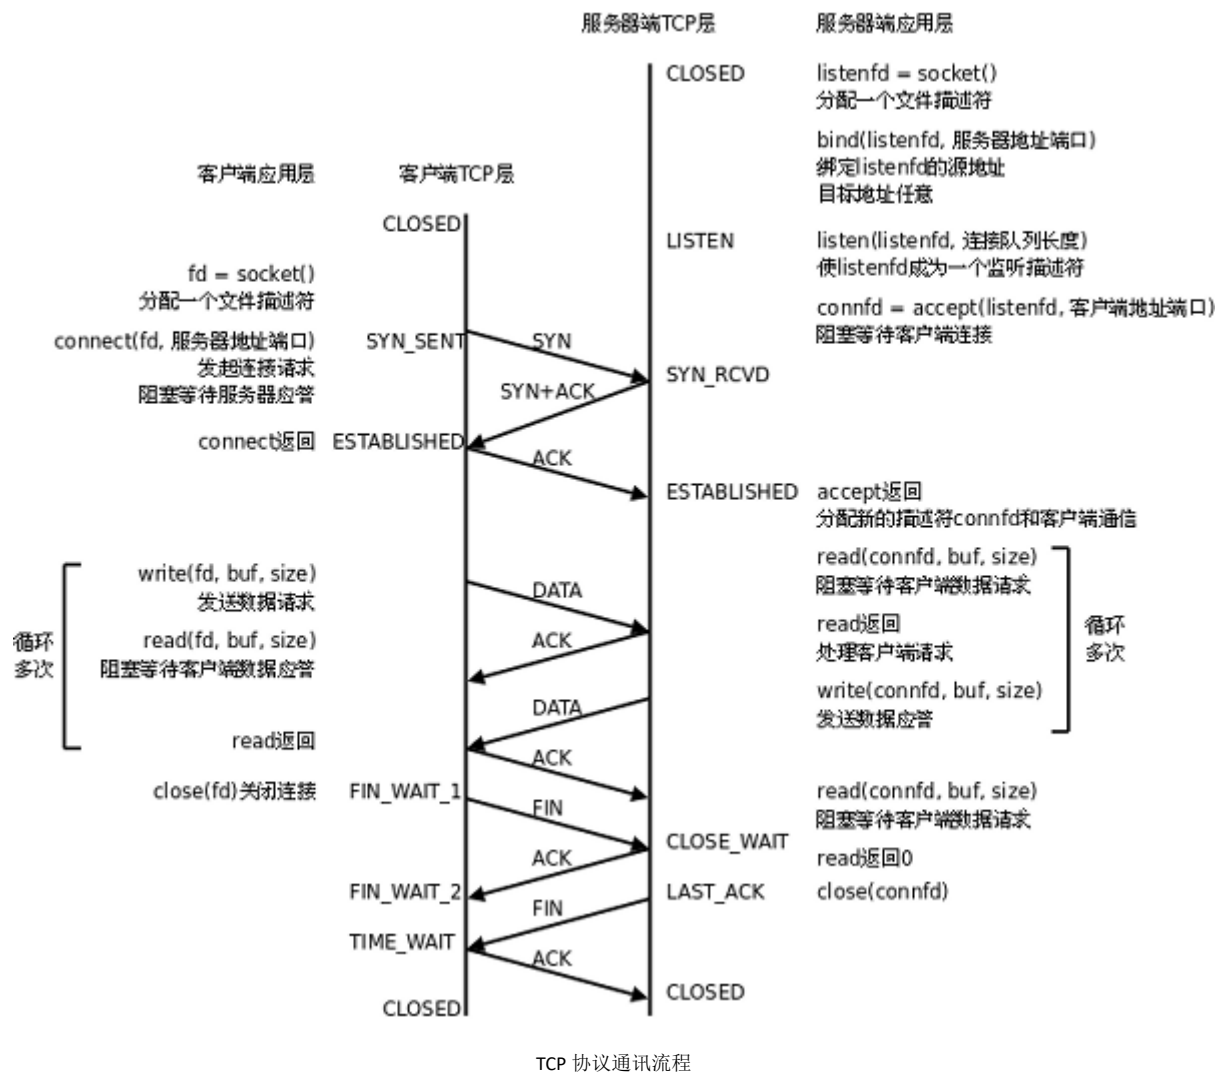 服务器端TCP层 服务器端应用层
CLOSED listenfd = socket()
分配一个文件描述符
bind(listenfd, 服务器地址端口)
绑定listenfd的源地址
目标地址任意
客户端应用层 客户端TCP层
CLOSED
LISTEN listen(listenfd, 连接队列长度)
使listenfd成为一个监听描述符
fd = socket()
分配一个文件描述符
connfd = accept(listenfd, 客户端地址端口)
阻塞等待客户端连接
connect(fd, 服务器地址端口) SYN_SENT SYN
发起连接请求
阻塞等待服务器应答
SYN_RCVD
SYN+ACK
connect返回 ESTABLISHED
ACK
ESTABLISHED accept返回
分配新的描述符connfd和客户端通信
read(connfd, buf, size)
阻塞等待客户端数据请求
write(fd, buf, size)
发送数据请求
DATA
read返回
处理客户端请求
循环
多次
循环
多次
read(fd, buf, size)
阻塞等待客户端数据应答
ACK
write(connfd, buf, size)
发送数据应答
DATA
read返回
ACK
close(fd)关闭连接 FIN_WAIT_1
read(connfd, buf, size)
阻塞等待客户端数据请求
FIN
CLOSE_WAIT
read返回0
ACK
FIN_WAIT_2
LAST_ACK close(connfd)
FIN
TIME_WAIT
ACK
CLOSED
CLOSED
TCP 协议通讯流程